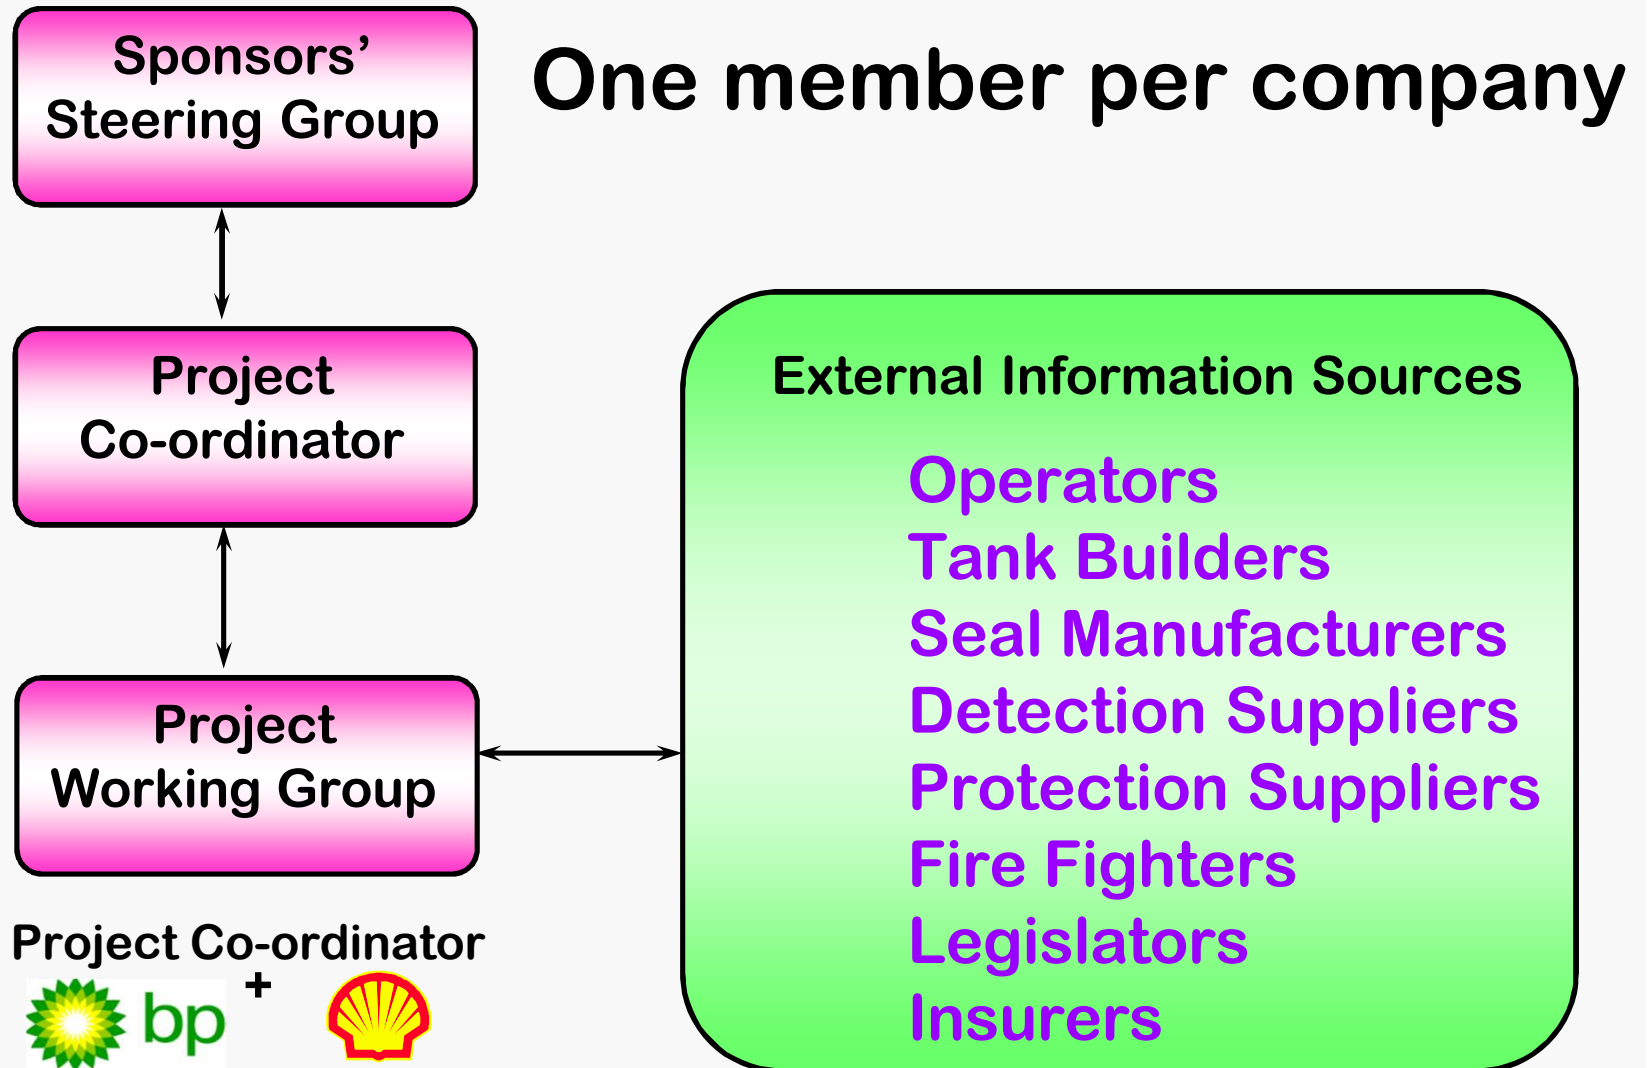 Sponsors’
Steering Group
One member per company
Project
Co-ordinator
Project
Working Group
Project Co-ordinator
+
bp
External Information Sources
Operators
Tank Builders
Seal Manufacturers
Detection Suppliers
Protection Suppliers
Fire Fighters
Legislators
Insurers